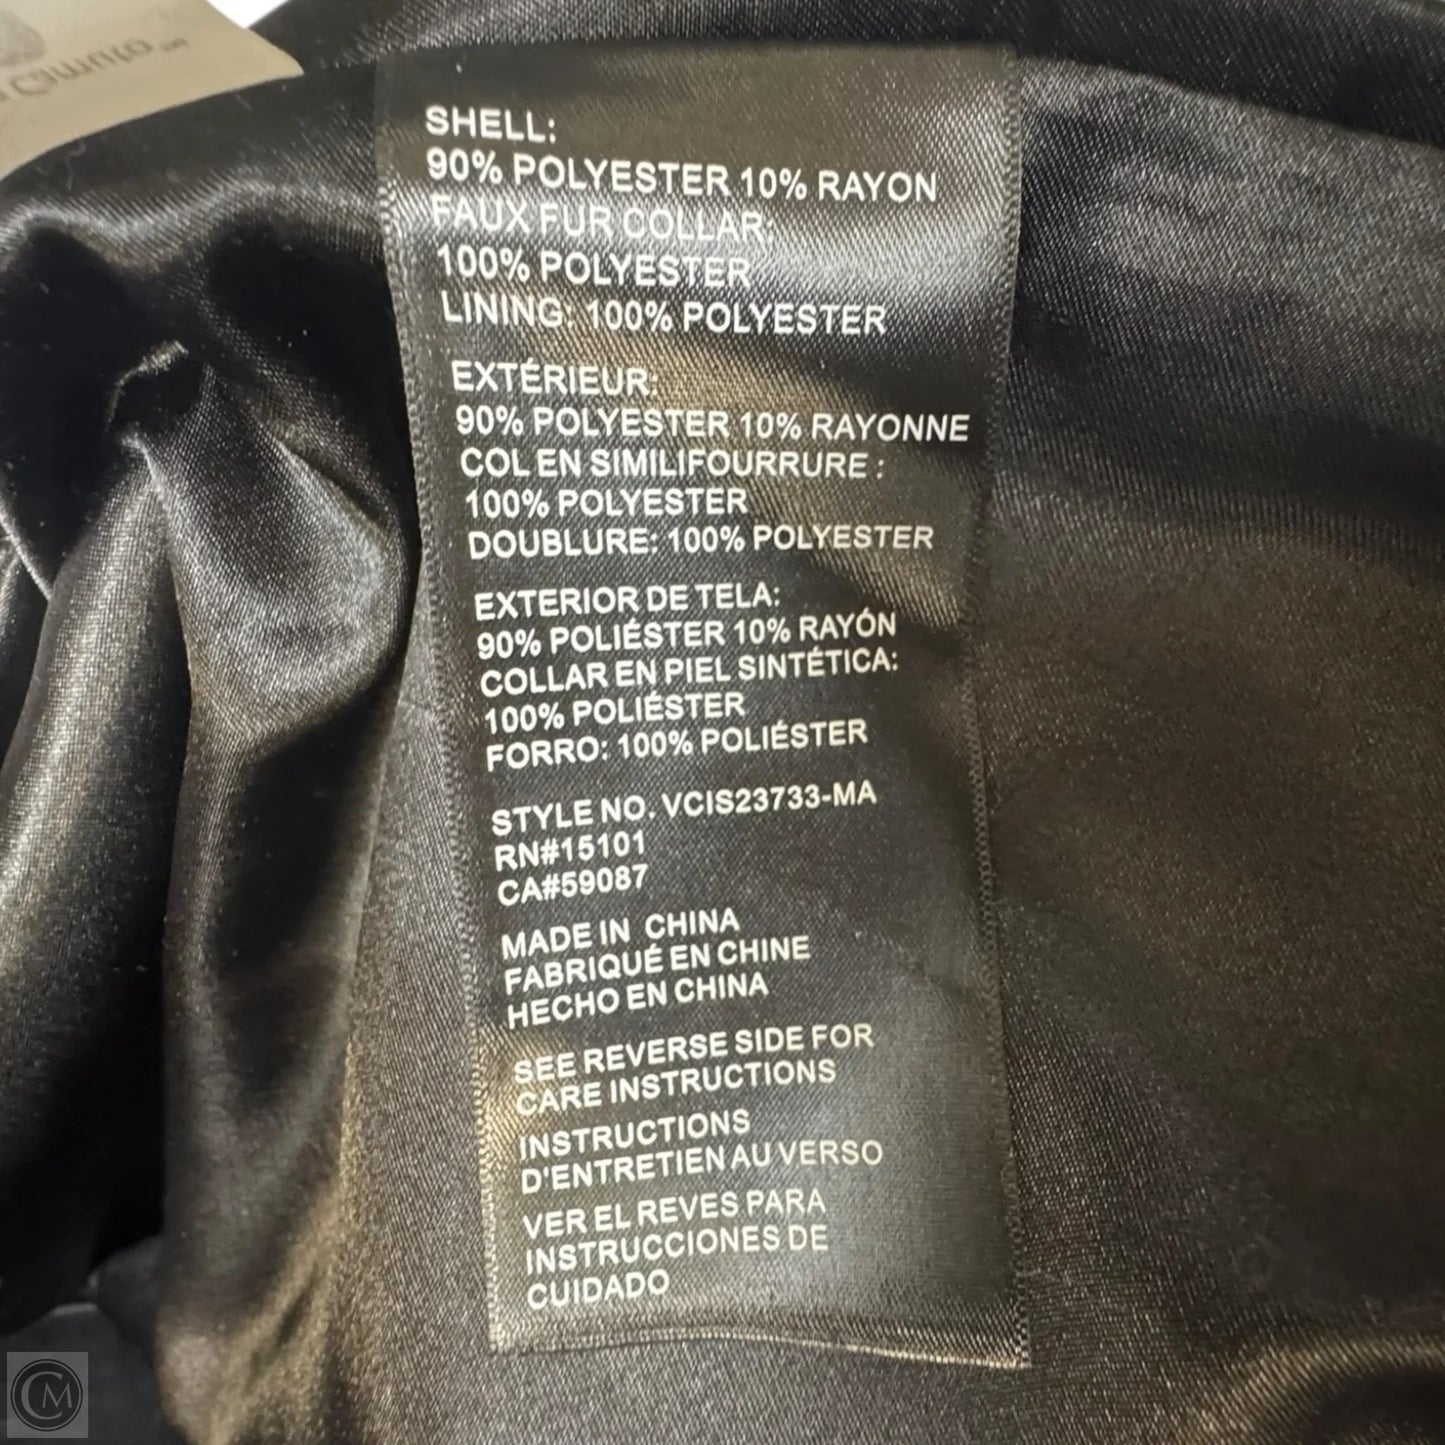 Camuto
SHELL:
90% POLYESTER 10% RAYON
FAUX FUR COLLAR:
100% POLYESTER
LINING: 100% POLYESTER
EXTÉRIEUR:
90% POLYESTER 10% RAYONNE
COL EN SIMILIFOURRURE :
100% POLYESTER
DOUBLURE: 100% POLYESTER
EXTERIOR DE TELA:
90% POLIÉSTER 10% RAYÓN
COLLAR EN PIEL SINTÉTICA:
100% POLIÉSTER
FORRO: 100% POLIÉSTER
STYLE NO. VCIS23733-MA
RN#15101
CA#59087
MADE IN CHINA
FABRIQUÉ EN CHINE
HECHO EN CHINA
SEE REVERSE SIDE FOR
CARE INSTRUCTIONS
INSTRUCTIONS
D'ENTRETIEN AU VERSO
VER EL REVES PARA
INSTRUCCIONES DE
CUIDADO
CM